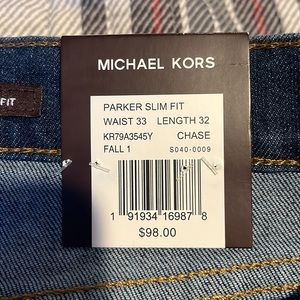 MICHAEL KORS
FIT
PARKER SLIM FIT
WAIST 33 LENGTH 32
KR79A3545Y CHASE
FALL 1 S040-0009
1 91934 16987 8
$98.00